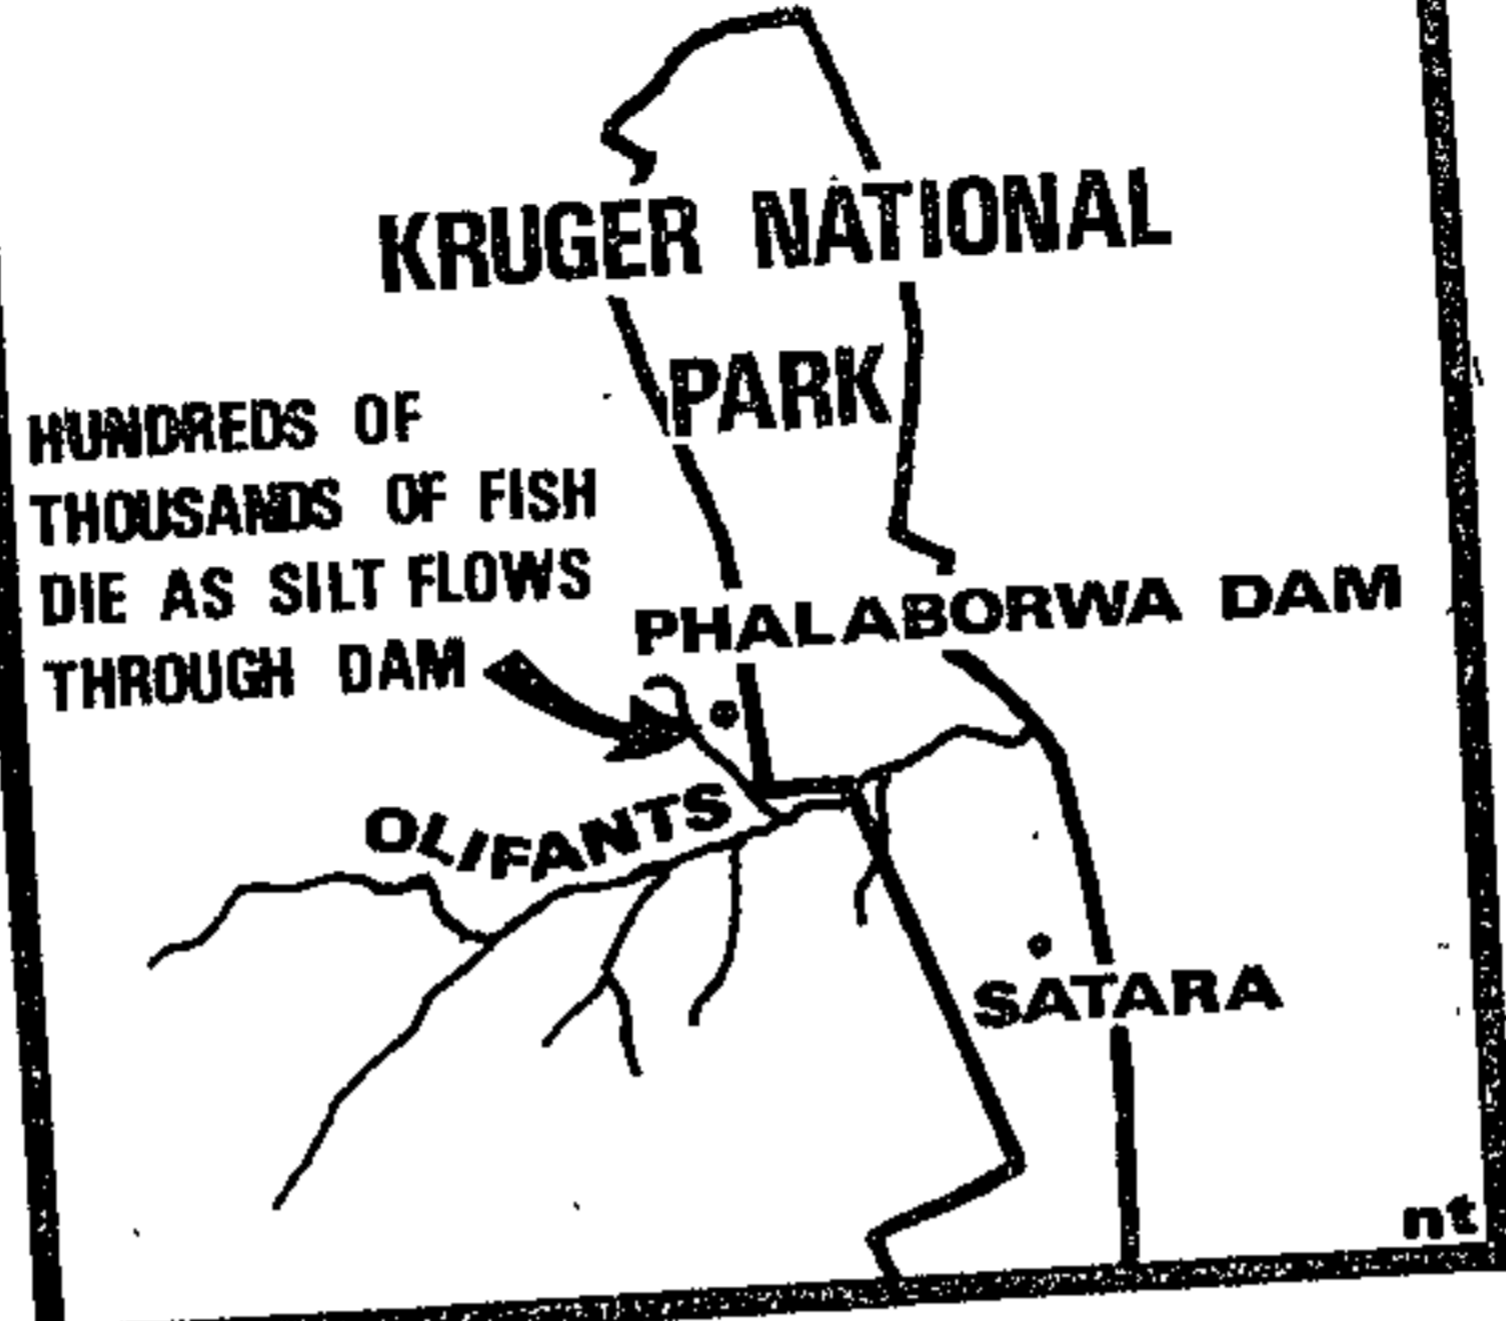 KRUGER NATIONAL
PARK
HUNDREDS OF
THOUSANDS OF FISH
DIE AS SILT FLOWS
THROUGH DAM
PHALABORWA DAM
OLIFANTS
SATARA
nt